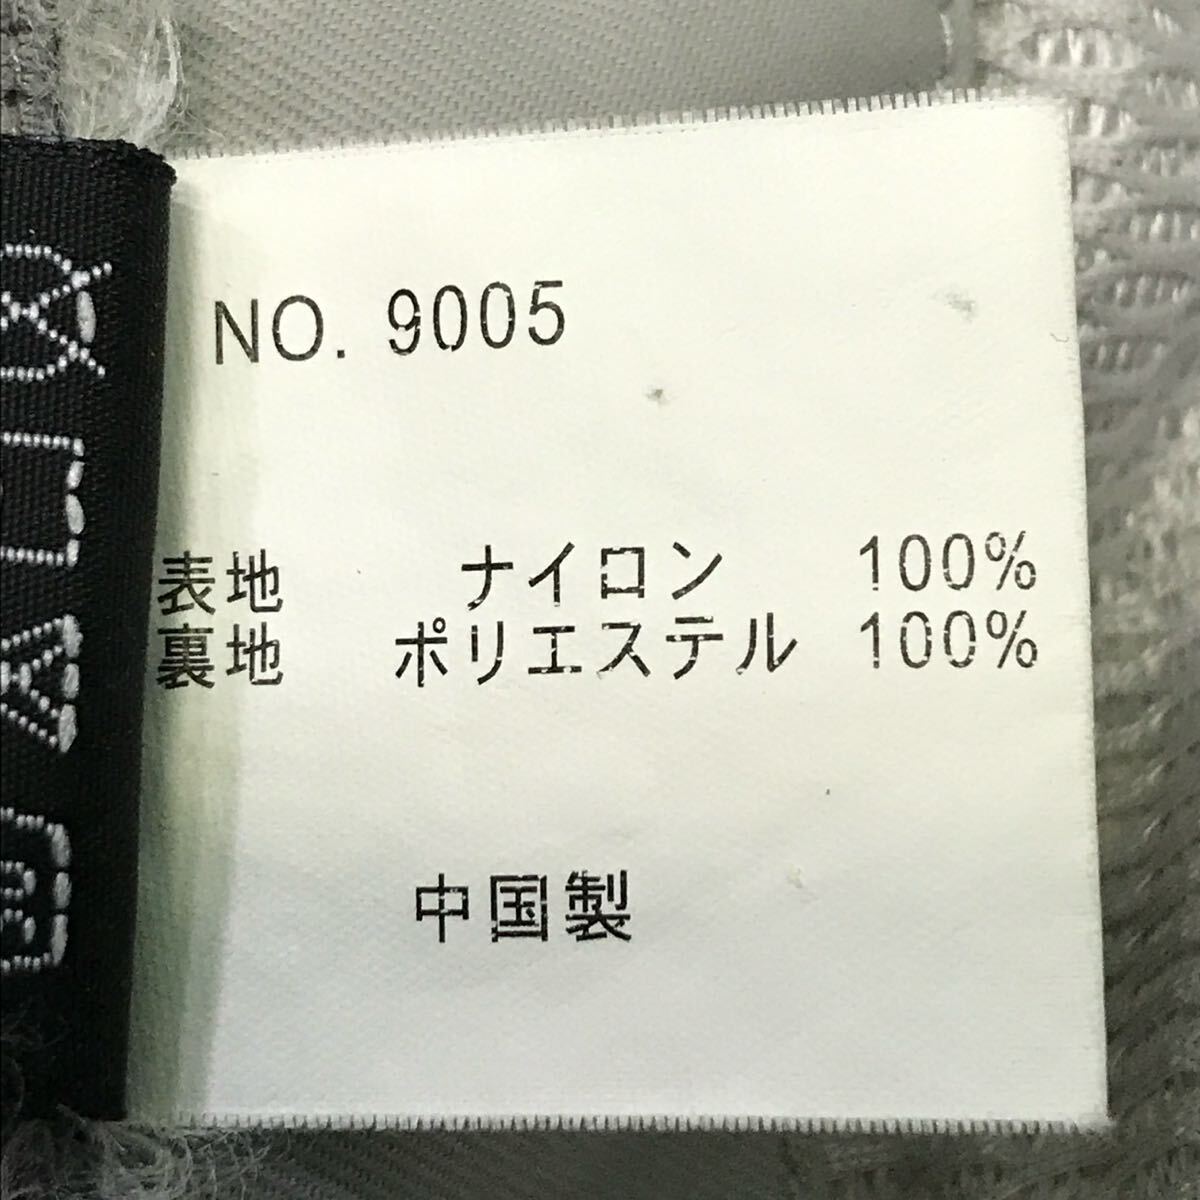 NO. 9005
表地 ナイロン 100%
裏地 ポリエステル 100%
中国製